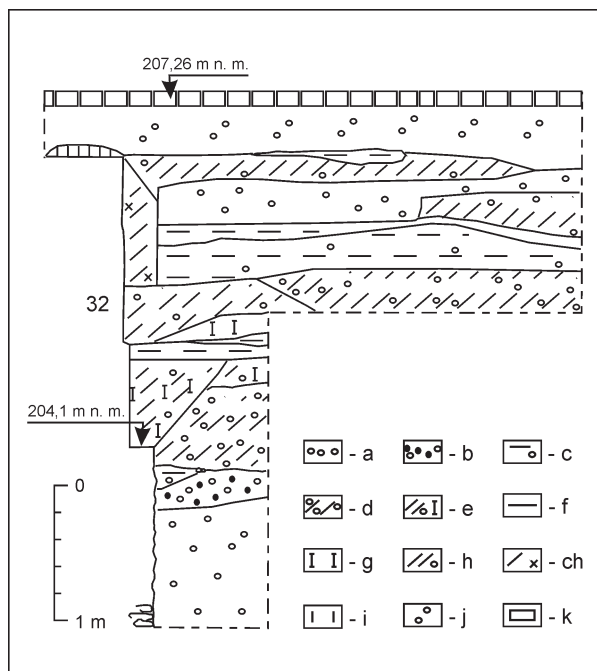 207,26 m n. m.
32
204,1 m n. m.
0
1 m
- a
- b
- c
- d
- e
- f
- g
- h
- ch
- i
- j
- k